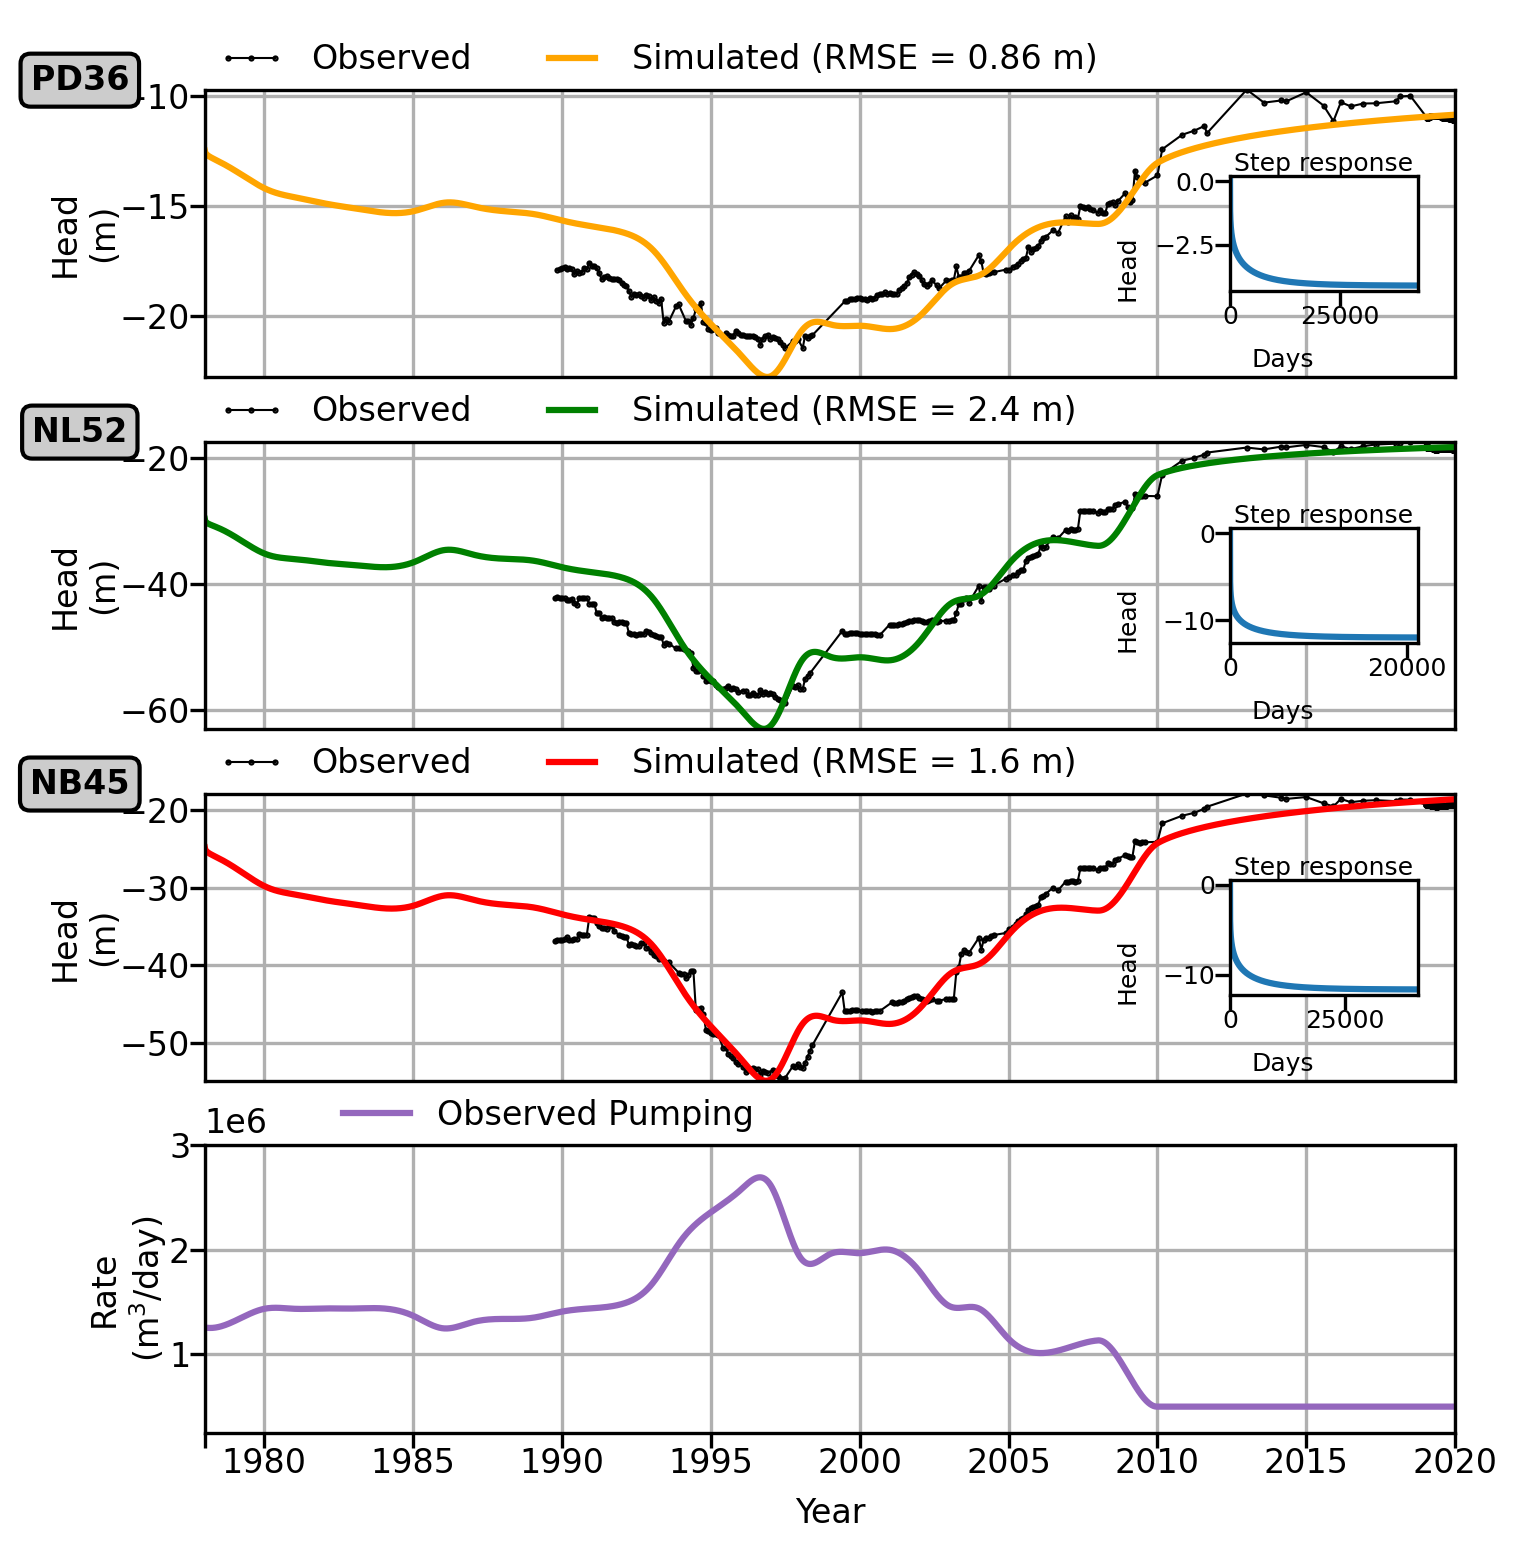 PD36
Observed
Simulated (RMSE = 0.86 m)
−10
−15
−20
Head
(m)
Step response
0.0
−2.5
Head
0
25000
Days
NL52
Observed
Simulated (RMSE = 2.4 m)
−20
−40
−60
Head
(m)
Step response
0
−10
Head
0
20000
Days
NB45
Observed
Simulated (RMSE = 1.6 m)
−20
−30
−40
−50
Head
(m)
Step response
0
−10
Head
0
25000
Days
1e6
Observed Pumping
3
2
1
Rate
(m³/day)
1980
1985
1990
1995
2000
2005
2010
2015
2020
Year